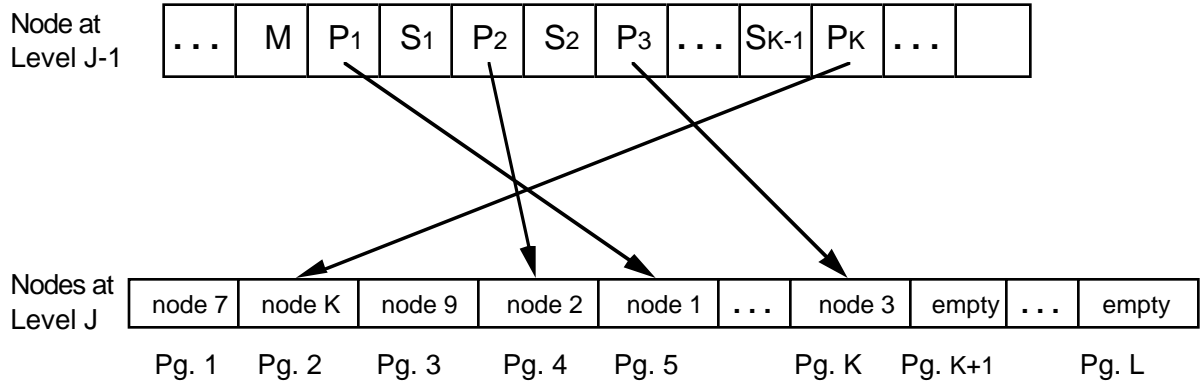 Node at
Level J-1
... M P1 S1 P2 S2 P3 ... SK-1 PK ...
Nodes at
Level J
node 7 node K node 9 node 2 node 1 ... node 3 empty ... empty
Pg. 1 Pg. 2 Pg. 3 Pg. 4 Pg. 5 Pg. K Pg. K+1 Pg. L